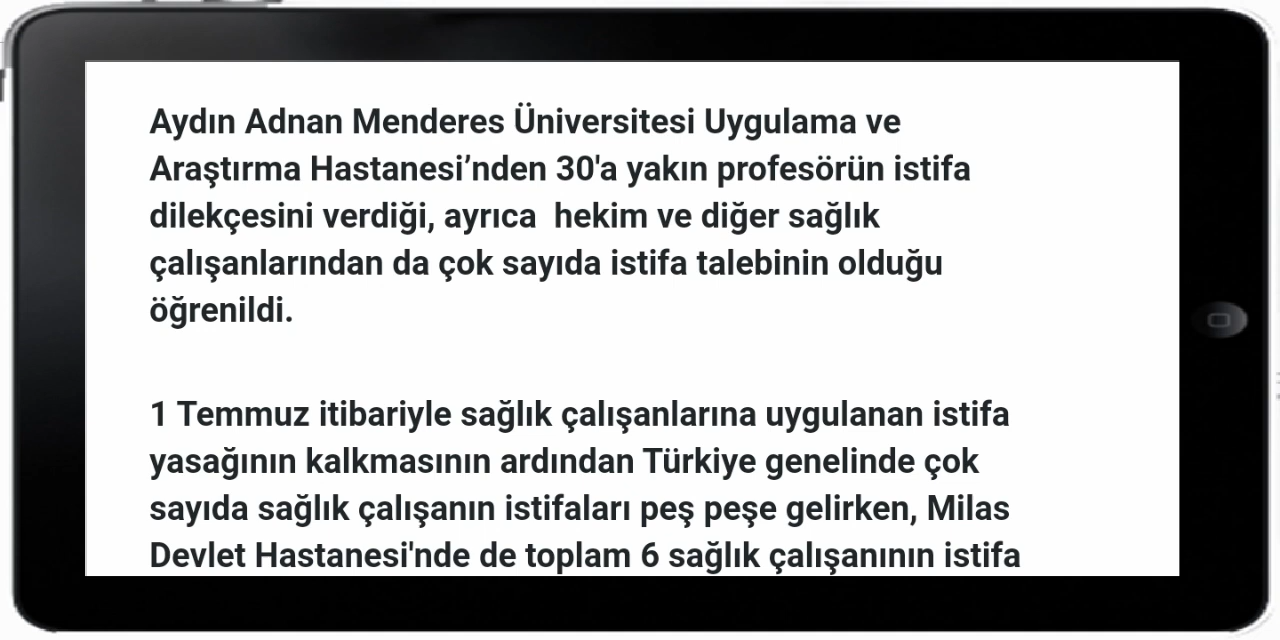 Aydın Adnan Menderes Üniversitesi Uygulama ve
Araştırma Hastanesi’nden 30'a yakın profesörün istifa
dilekçesini verdiği, ayrıca  hekim ve diğer sağlık
çalışanlarından da çok sayıda istifa talebinin olduğu
öğrenildi.
1 Temmuz itibariyle sağlık çalışanlarına uygulanan istifa
yasağının kalkmasının ardından Türkiye genelinde çok
sayıda sağlık çalışanın istifaları peş peşe gelirken, Milas
Devlet Hastanesi'nde de toplam 6 sağlık çalışanının istifa